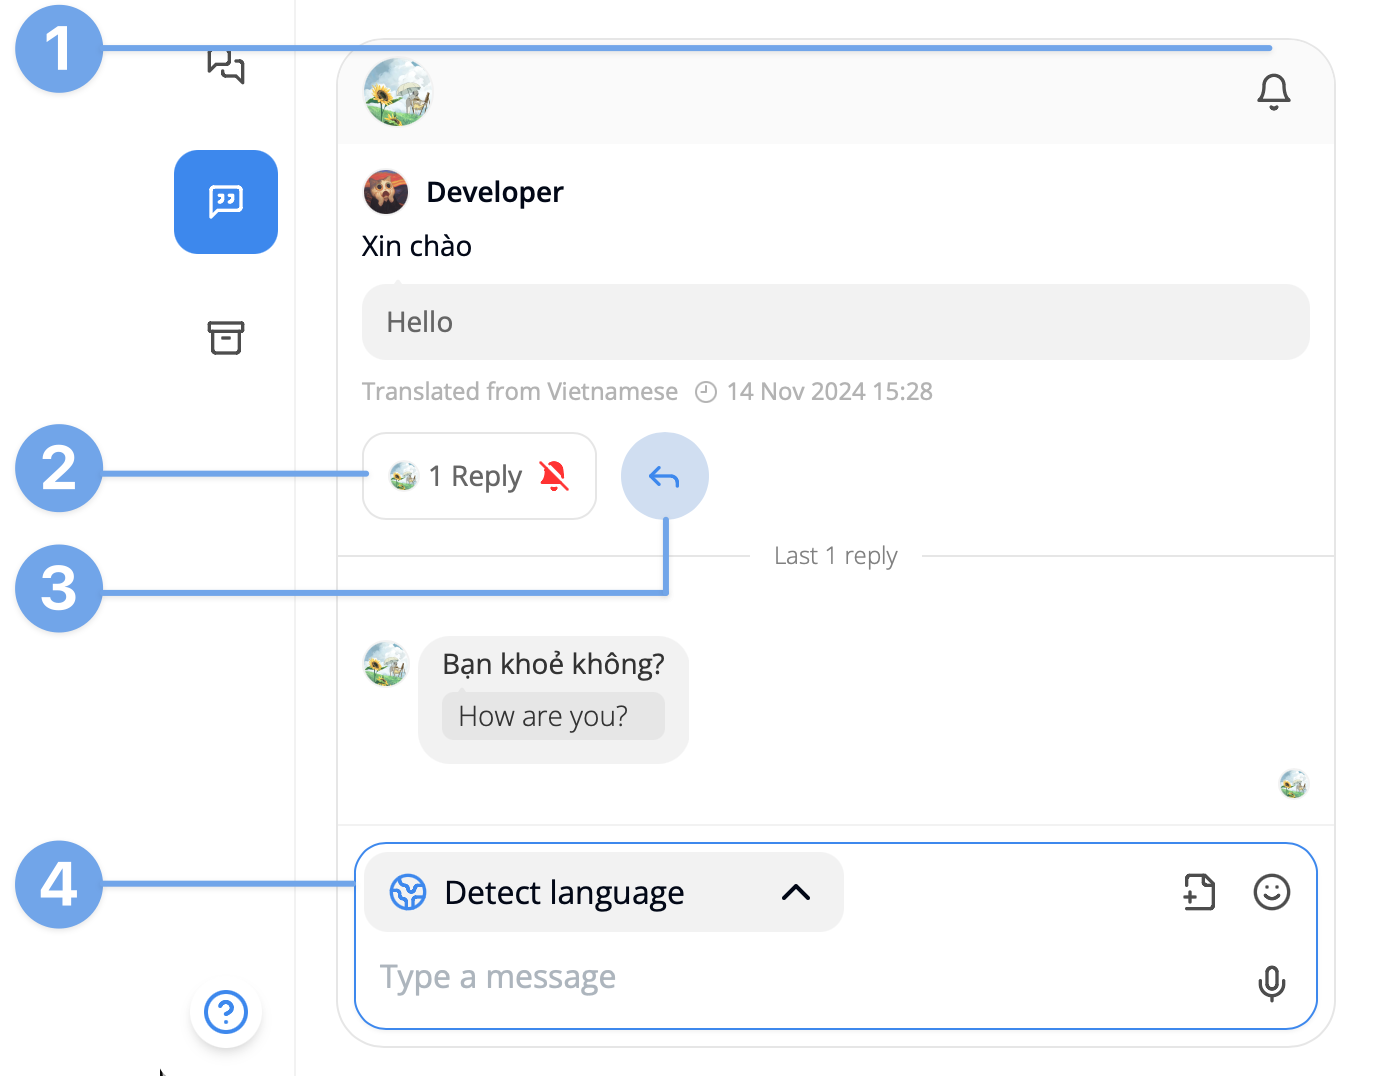 1
Developer
Xin chào
Hello
Translated from Vietnamese 14 Nov 2024 15:28
2
1 Reply
3
Last 1 reply
Bạn khoẻ không?
How are you?
4
Detect language
Type a message
?